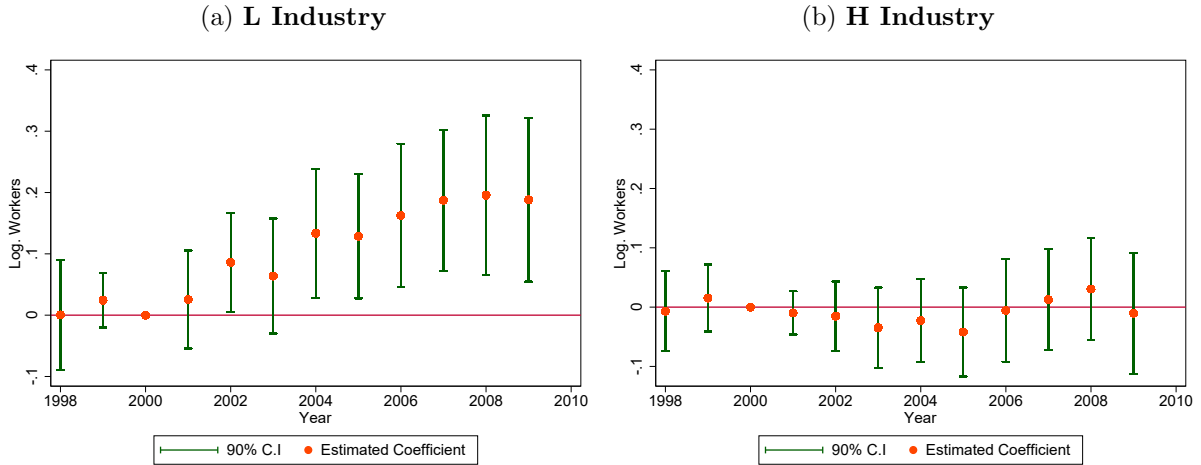 (a) L Industry
.4
.3
.2
.1
0
-.1
Log. Workers
1998 2000 2002 2004 2006 2008 2010
Year
90% C.I Estimated Coefficient
(b) H Industry
.4
.3
.2
.1
0
-.1
Log. Workers
1998 2000 2002 2004 2006 2008 2010
Year
90% C.I Estimated Coefficient